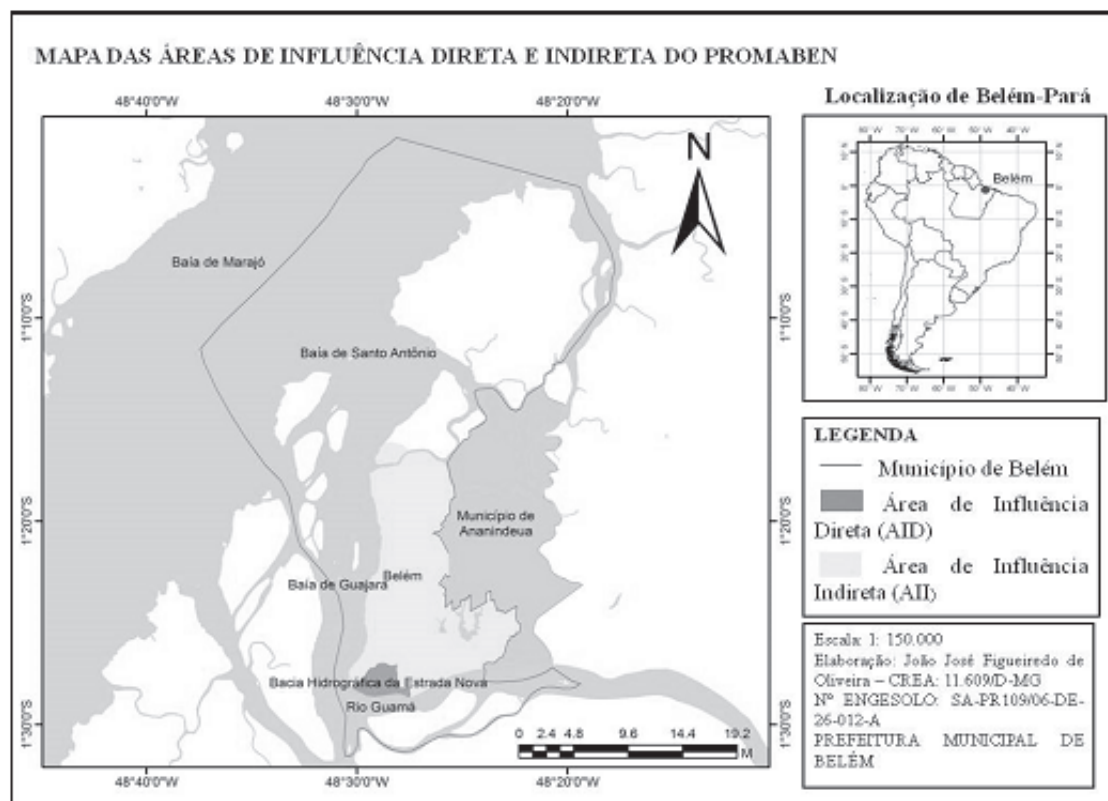 MAPA DAS ÁREAS DE INFLUÊNCIA DIRETA E INDIRETA DO PROMABEN
48°40'0"W
48°30'0"W
48°20'0"W
N
Baía de Marajó
1°10'0"S
1°10'0"S
Baía de Santo Antônio
Município de
Ananindeua
1°20'0"S
1°20'0"S
Belém
Baía de Guajará
Bacia Hidrográfica da Estrada Nova
Rio Guamá
1°30'0"S
1°30'0"S
0 2.4 4.8 9.6 14.4 19.2
M
48°40'0"W
48°30'0"W
48°20'0"W
Localização de Belém-Pará
Belém
LEGENDA
Município de Belém
Área de Influência
Direta (AID)
Área de Influência
Indireta (AII)
Escala: 1: 150.000
Elaboração: João José Figueiredo de
Oliveira – CREA: 11.609/D-MG
Nº ENGESOLO: SA-PR109/06-DE-
26-012-A
PREFEITURA MUNICIPAL DE
BELÉM